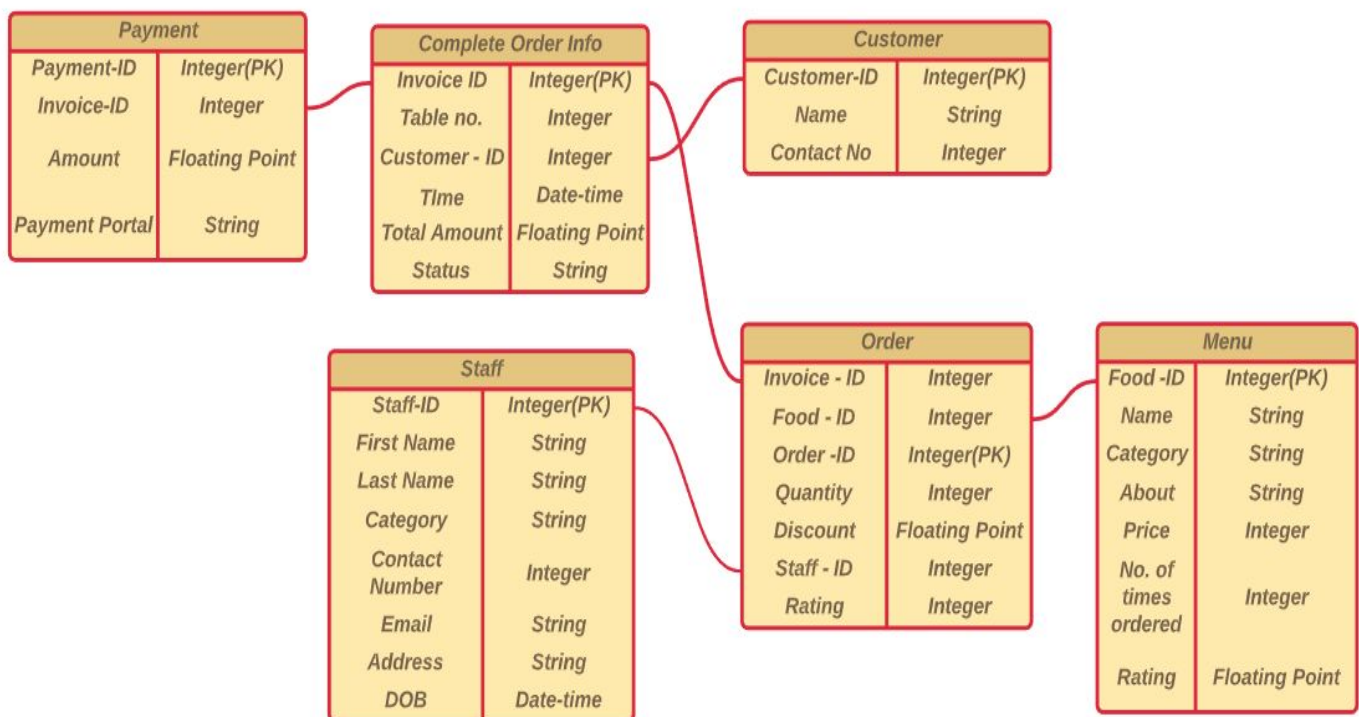 Payment
Payment-ID Integer(PK)
Invoice-ID Integer
Amount Floating Point
Payment Portal String
Complete Order Info
Invoice ID Integer(PK)
Table no. Integer
Customer - ID Integer
TIme Date-time
Total Amount Floating Point
Status String
Customer
Customer-ID Integer(PK)
Name String
Contact No Integer
Staff
Staff-ID Integer(PK)
First Name String
Last Name String
Category String
Contact
Number Integer
Email String
Address String
DOB Date-time
Order
Invoice - ID Integer
Food - ID Integer
Order -ID Integer(PK)
Quantity Integer
Discount Floating Point
Staff - ID Integer
Rating Integer
Menu
Food -ID Integer(PK)
Name String
Category String
About String
Price Integer
No. of
times Integer
ordered
Rating Floating Point